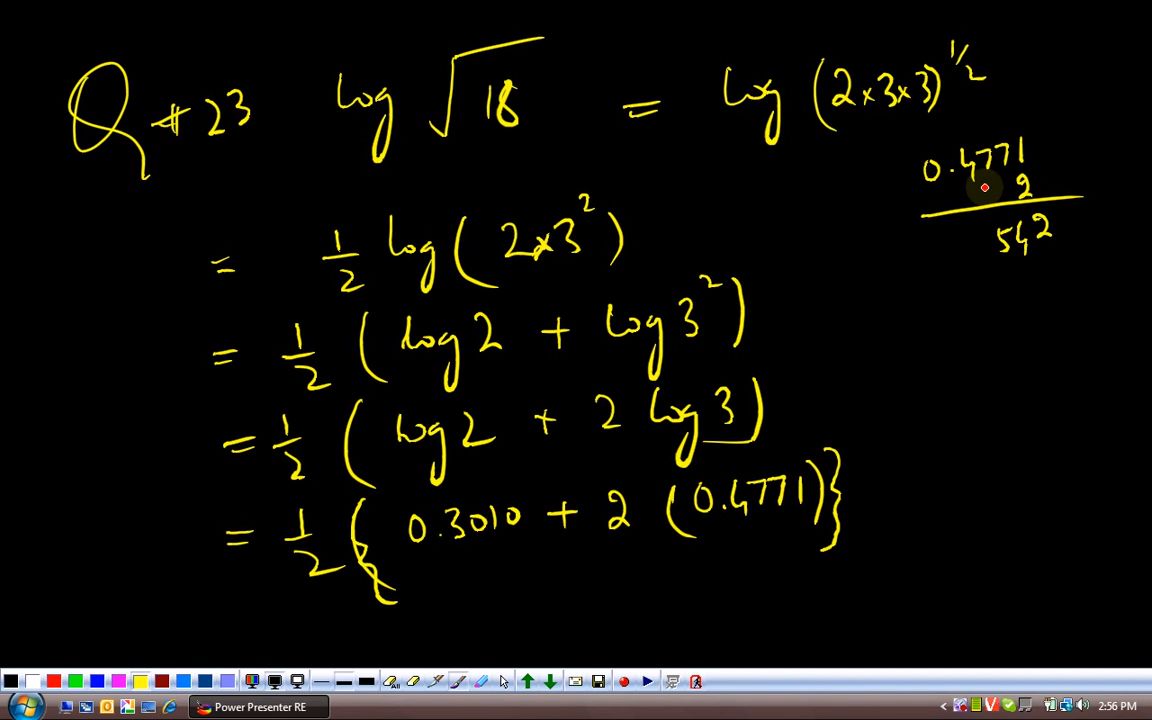 Q # 23 log √18 = log (2×3×3)^1/2
0.4771
2
542
= 1/2 log (2×3²)
= 1/2 (log 2 + log 3²)
= 1/2 (log 2 + 2 log 3)
= 1/2 { 0.3010 + 2 (0.4771) }
All
Power Presenter RE
2:56 PM